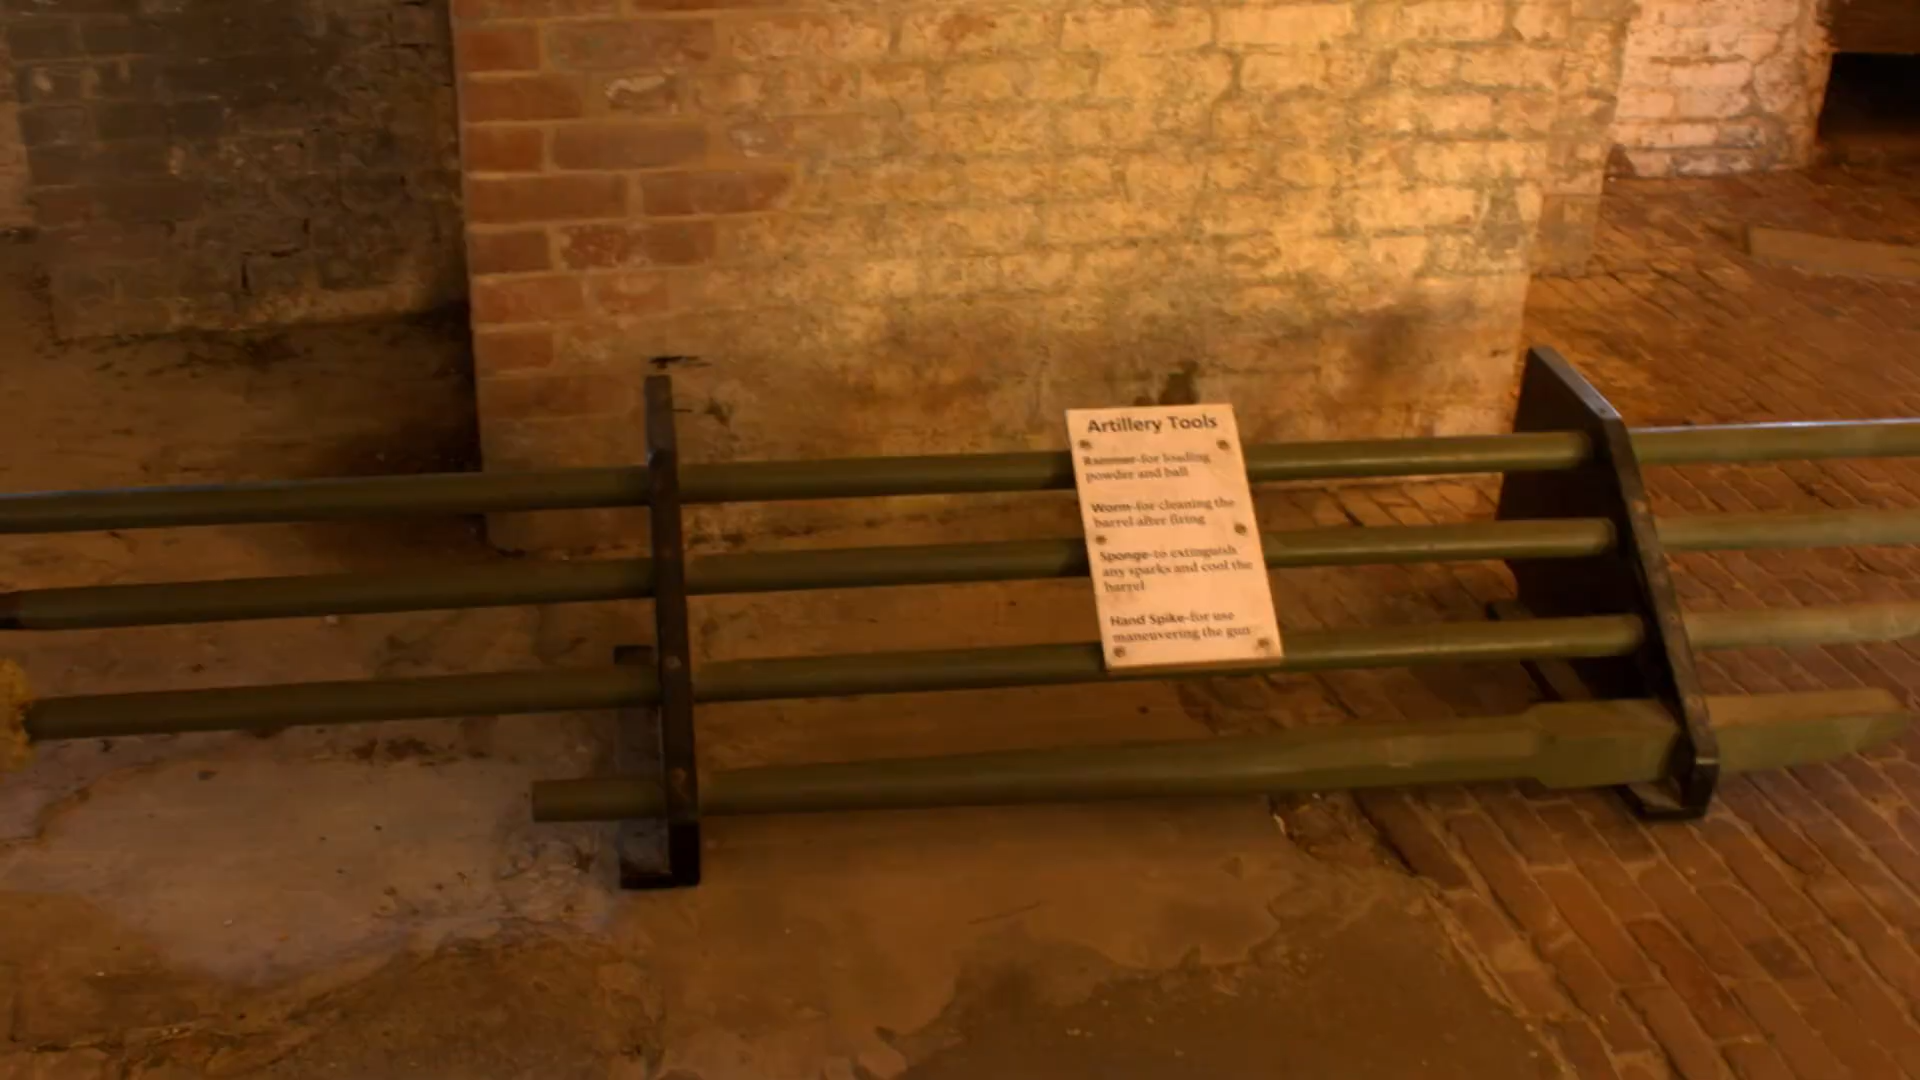 Artillery Tools
Rammer-for loading
powder and ball
Worm-for cleaning the
barrel after firing
Sponge-to extinguish
any sparks and cool the
barrel
Hand Spike-for use
maneuvering the gun